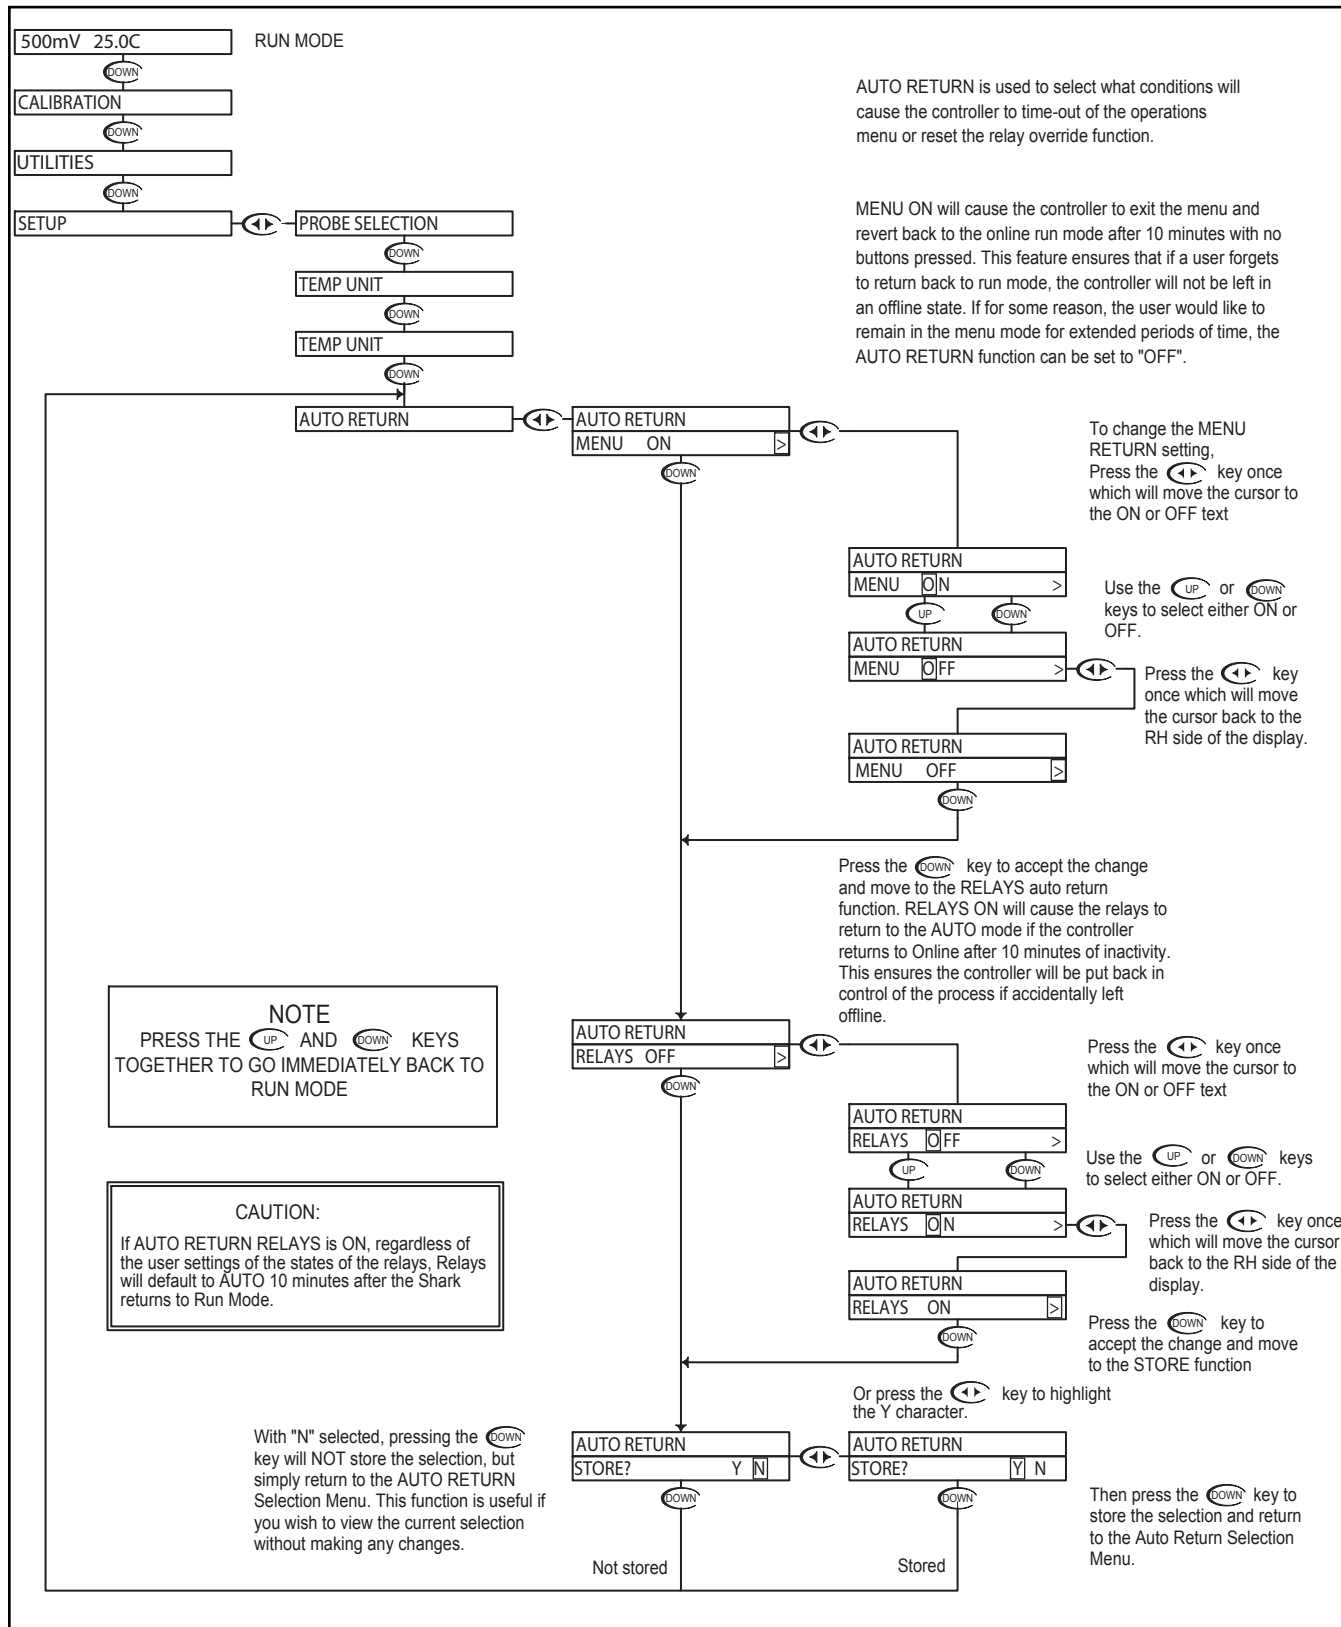 500mV 25.0C
RUN MODE
DOWN
CALIBRATION
DOWN
UTILITIES
DOWN
SETUP
PROBE SELECTION
DOWN
TEMP UNIT
DOWN
TEMP UNIT
DOWN
AUTO RETURN
AUTO RETURN
MENU ON >
DOWN
AUTO RETURN is used to select what conditions will
cause the controller to time-out of the operations
menu or reset the relay override function.
MENU ON will cause the controller to exit the menu and
revert back to the online run mode after 10 minutes with no
buttons pressed. This feature ensures that if a user forgets
to return back to run mode, the controller will not be left in
an offline state. If for some reason, the user would like to
remain in the menu mode for extended periods of time, the
AUTO RETURN function can be set to "OFF".
To change the MENU
RETURN setting,
Press the key once
which will move the cursor to
the ON or OFF text
AUTO RETURN
MENU ON >
UP DOWN
Use the UP or DOWN
keys to select either ON or
OFF.
AUTO RETURN
MENU OFF >
Press the key
once which will move
the cursor back to the
RH side of the display.
AUTO RETURN
MENU OFF >
DOWN
Press the DOWN key to accept the change
and move to the RELAYS auto return
function. RELAYS ON will cause the relays to
return to the AUTO mode if the controller
returns to Online after 10 minutes of inactivity.
This ensures the controller will be put back in
control of the process if accidentally left
offline.
NOTE
PRESS THE UP AND DOWN KEYS
TOGETHER TO GO IMMEDIATELY BACK TO
RUN MODE
AUTO RETURN
RELAYS OFF >
DOWN
Press the key once
which will move the cursor to
the ON or OFF text
AUTO RETURN
RELAYS OFF >
UP DOWN
Use the UP or DOWN keys
to select either ON or OFF.
AUTO RETURN
RELAYS ON >
Press the key once
which will move the cursor
back to the RH side of the
display.
CAUTION:
If AUTO RETURN RELAYS is ON, regardless of
the user settings of the states of the relays, Relays
will default to AUTO 10 minutes after the Shark
returns to Run Mode.
AUTO RETURN
RELAYS ON >
DOWN
Press the DOWN key to
accept the change and move
to the STORE function
Or press the key to highlight
the Y character.
With "N" selected, pressing the DOWN
key will NOT store the selection, but
simply return to the AUTO RETURN
Selection Menu. This function is useful if
you wish to view the current selection
without making any changes.
AUTO RETURN
STORE? Y N
DOWN
AUTO RETURN
STORE? Y N
DOWN
Then press the DOWN key to
store the selection and return
to the Auto Return Selection
Menu.
Not stored
Stored